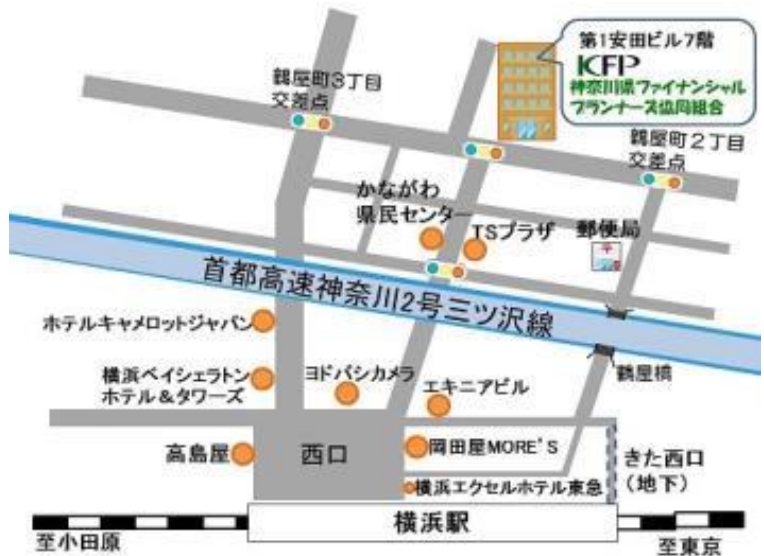 第1安田ビル7階
KFP
神奈川県ファイナンシャル
プランナーズ協同組合
鶴屋町3丁目
交差点
鶴屋町2丁目
交差点
かながわ
県民センター
TSプラザ
郵便局
首都高速神奈川2号三ツ沢線
ホテルキャメロットジャパン
横浜ベイシェラトン
ホテル&タワーズ
ヨドバシカメラ
エキニアビル
鶴屋橋
高島屋
西口
岡田屋MORE'S
きた西口
(地下)
横浜エクセルホテル東急
横浜駅
至小田原
至東京